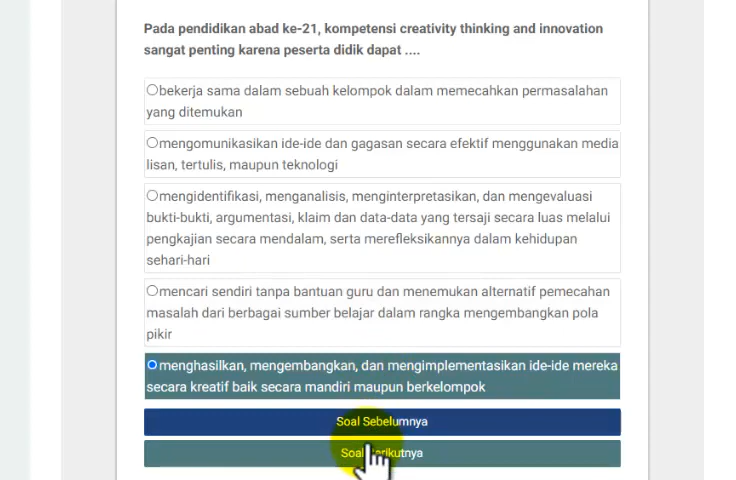 Pada pendidikan abad ke-21, kompetensi creativity thinking and innovation
sangat penting karena peserta didik dapat ....
bekerja sama dalam sebuah kelompok dalam memecahkan permasalahan
yang ditemukan
mengomunikasikan ide-ide dan gagasan secara efektif menggunakan media
lisan, tertulis, maupun teknologi
mengidentifikasi, menganalisis, menginterpretasikan, dan mengevaluasi
bukti-bukti, argumentasi, klaim dan data-data yang tersaji secara luas melalui
pengkajian secara mendalam, serta merefleksikannya dalam kehidupan
sehari-hari
mencari sendiri tanpa bantuan guru dan menemukan alternatif pemecahan
masalah dari berbagai sumber belajar dalam rangka mengembangkan pola
pikir
menghasilkan, mengembangkan, dan mengimplementasikan ide-ide mereka
secara kreatif baik secara mandiri maupun berkelompok
Soal Sebelumnya
Soal Berikutnya